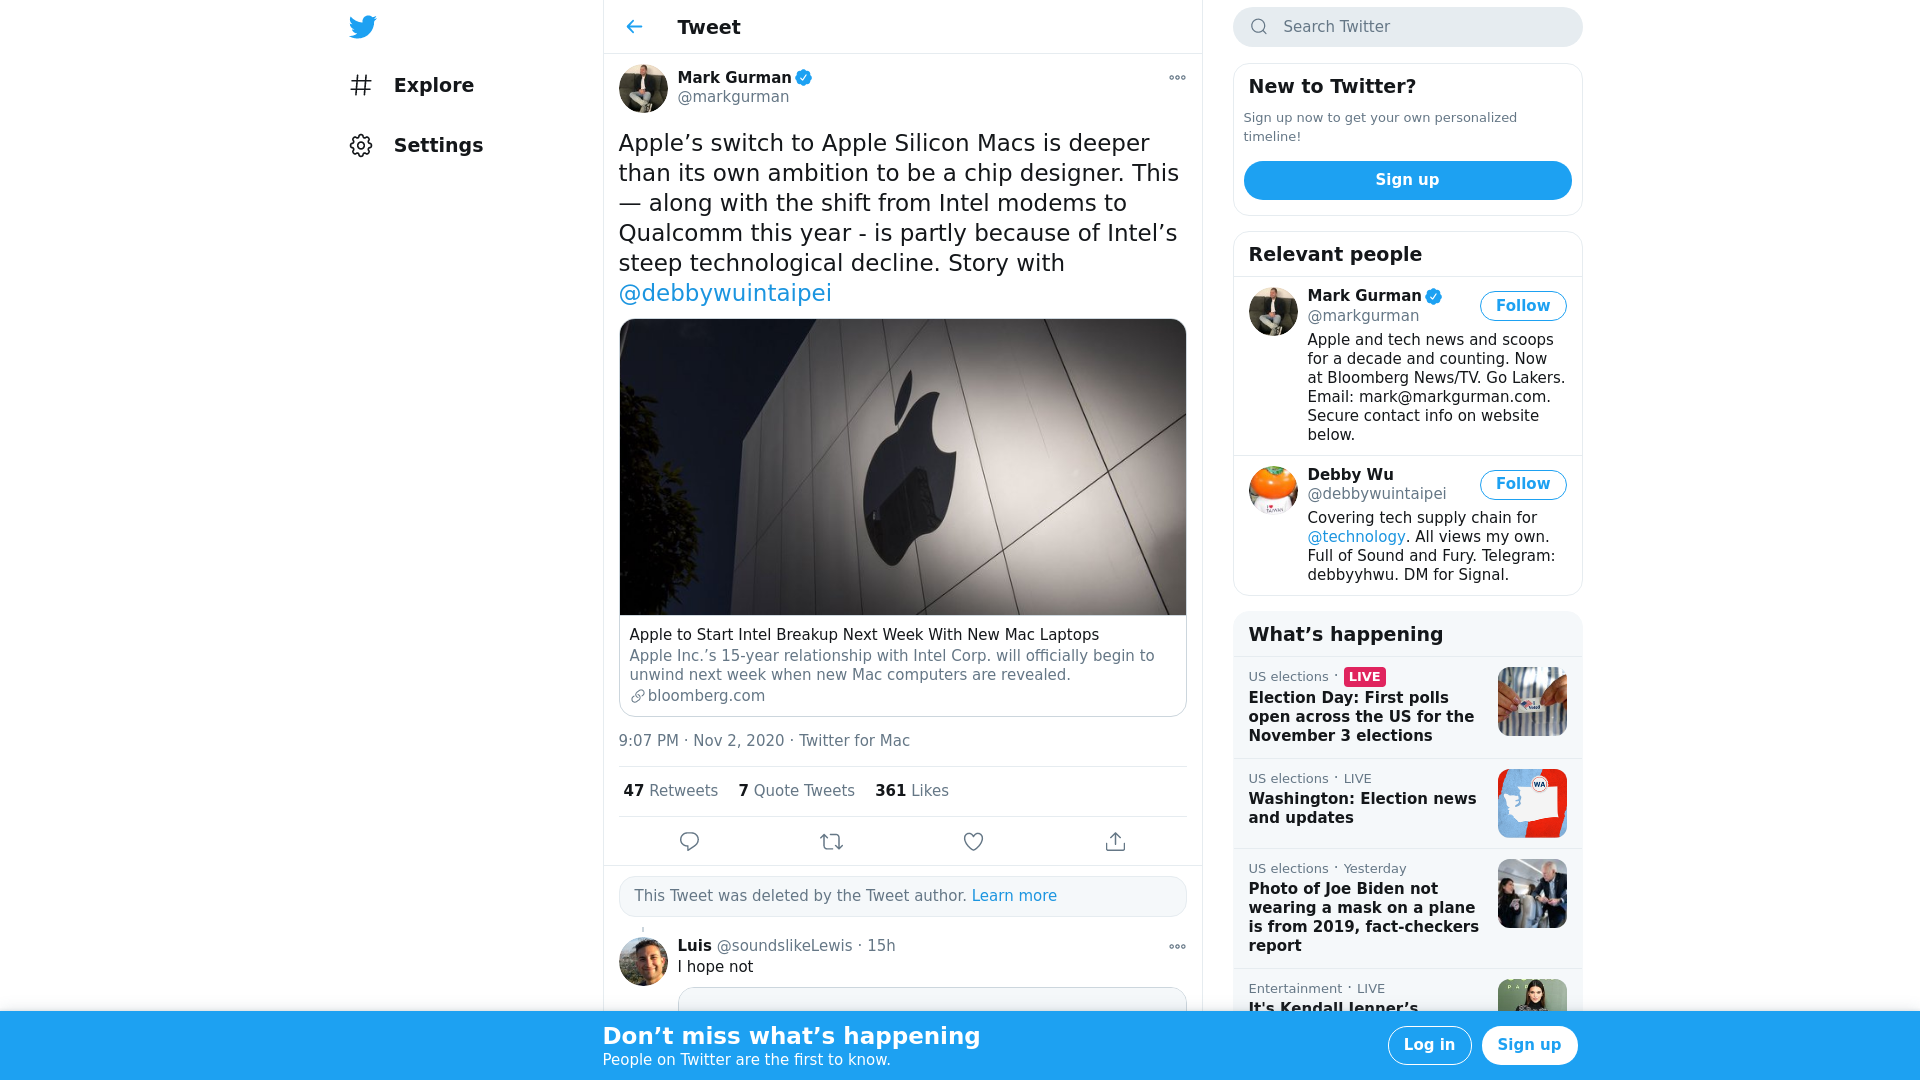 Explore
Settings
Tweet
Mark Gurman
@markgurman
Apple’s switch to Apple Silicon Macs is deeper
than its own ambition to be a chip designer. This
— along with the shift from Intel modems to
Qualcomm this year - is partly because of Intel’s
steep technological decline. Story with
@debbywuintaipei
Apple to Start Intel Breakup Next Week With New Mac Laptops
Apple Inc.’s 15-year relationship with Intel Corp. will officially begin to
unwind next week when new Mac computers are revealed.
bloomberg.com
9:07 PM · Nov 2, 2020 · Twitter for Mac
47 Retweets 7 Quote Tweets 361 Likes
This Tweet was deleted by the Tweet author. Learn more
Luis @soundslikeLewis · 15h
I hope not
Search Twitter
New to Twitter?
Sign up now to get your own personalized
timeline!
Sign up
Relevant people
Mark Gurman
@markgurman
Follow
Apple and tech news and scoops
for a decade and counting. Now
at Bloomberg News/TV. Go Lakers.
Email: mark@markgurman.com.
Secure contact info on website
below.
Debby Wu
@debbywuintaipei
Follow
Covering tech supply chain for
@technology. All views my own.
Full of Sound and Fury. Telegram:
debbyyhwu. DM for Signal.
What’s happening
US elections · LIVE
Election Day: First polls
open across the US for the
November 3 elections
US elections · LIVE
Washington: Election news
and updates
WA
US elections · Yesterday
Photo of Joe Biden not
wearing a mask on a plane
is from 2019, fact-checkers
report
Entertainment · LIVE
It's Kendall Jenner’s
Don’t miss what’s happening
People on Twitter are the first to know.
Log in
Sign up